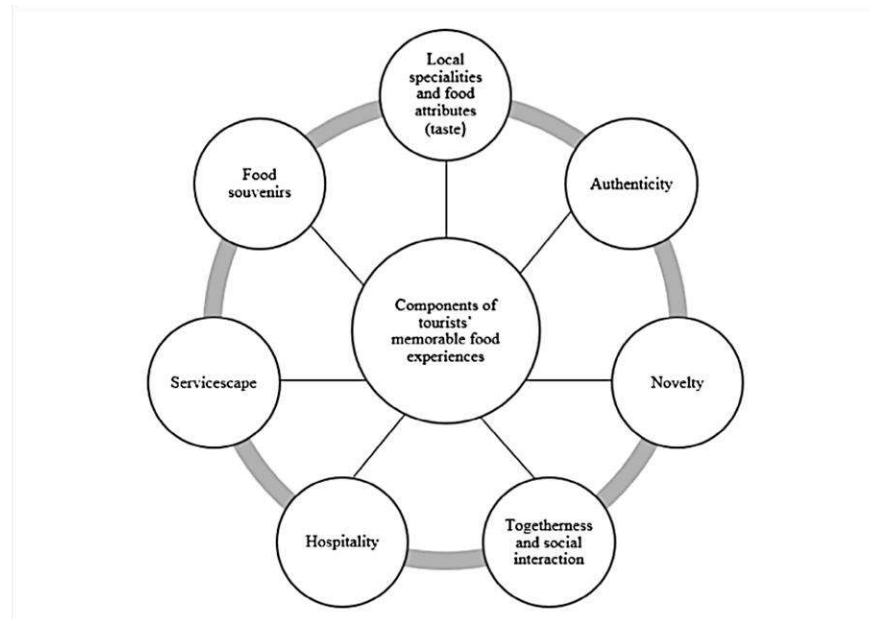 Local
specialities
and food
attributes
(taste)
Authenticity
Novelty
Togetherness
and social
interaction
Hospitality
Servicescape
Food
souvenirs
Components of
tourists'
memorable food
experiences